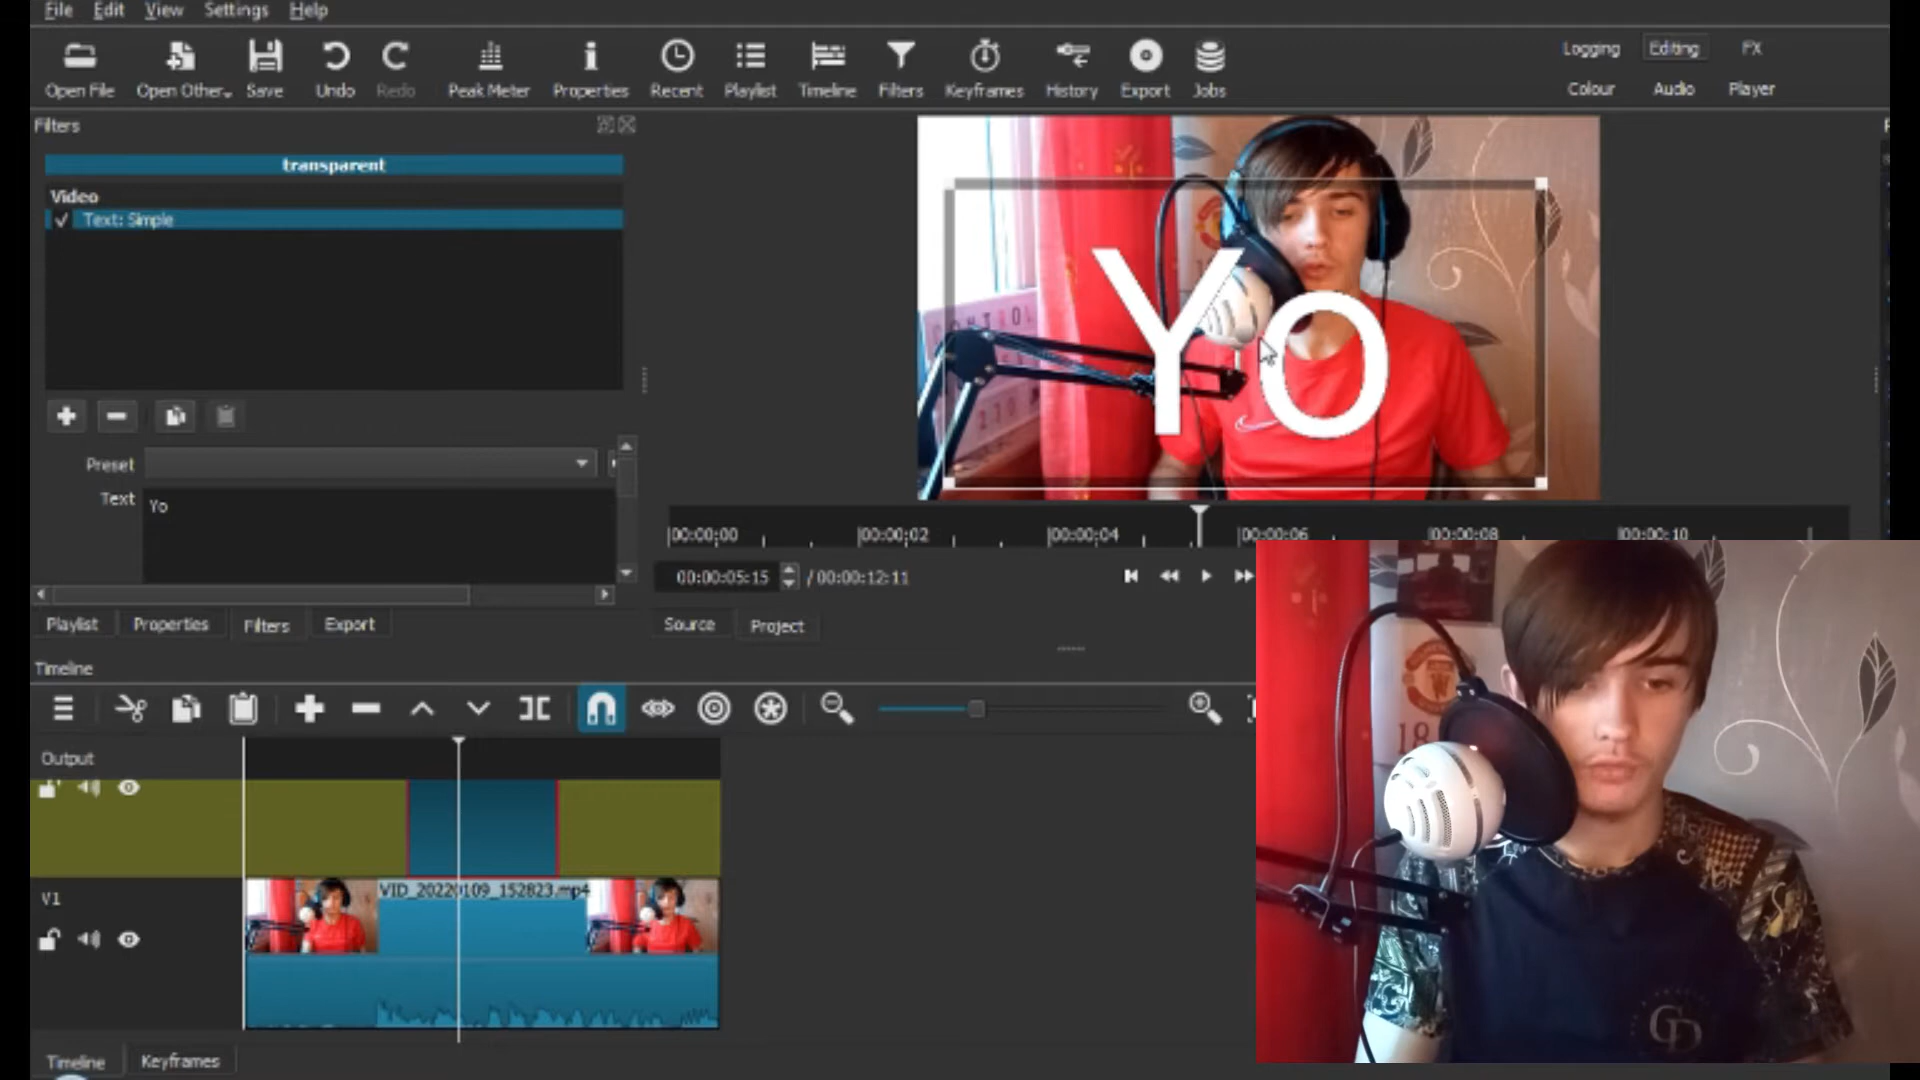 File Edit View Settings Help
Open File Open Other Save Undo Redo Peak Meter Properties Recent Playlist Timeline Filters Keyframes History Export Jobs
Logging Editing FX
Colour Audio Player
Filters
transparent
Video
Text: Simple
Preset
Text Yo
Yo
CONTROL
00:00:00 00:00:02 00:00:04 00:00:06 00:00:08 00:00:10
00:00:05:15 / 00:00:12:11
Playlist Properties Filters Export
Source Project
Timeline
Output
V1
VID_20220109_152823.mp4
18
GD
Timeline Keyframes